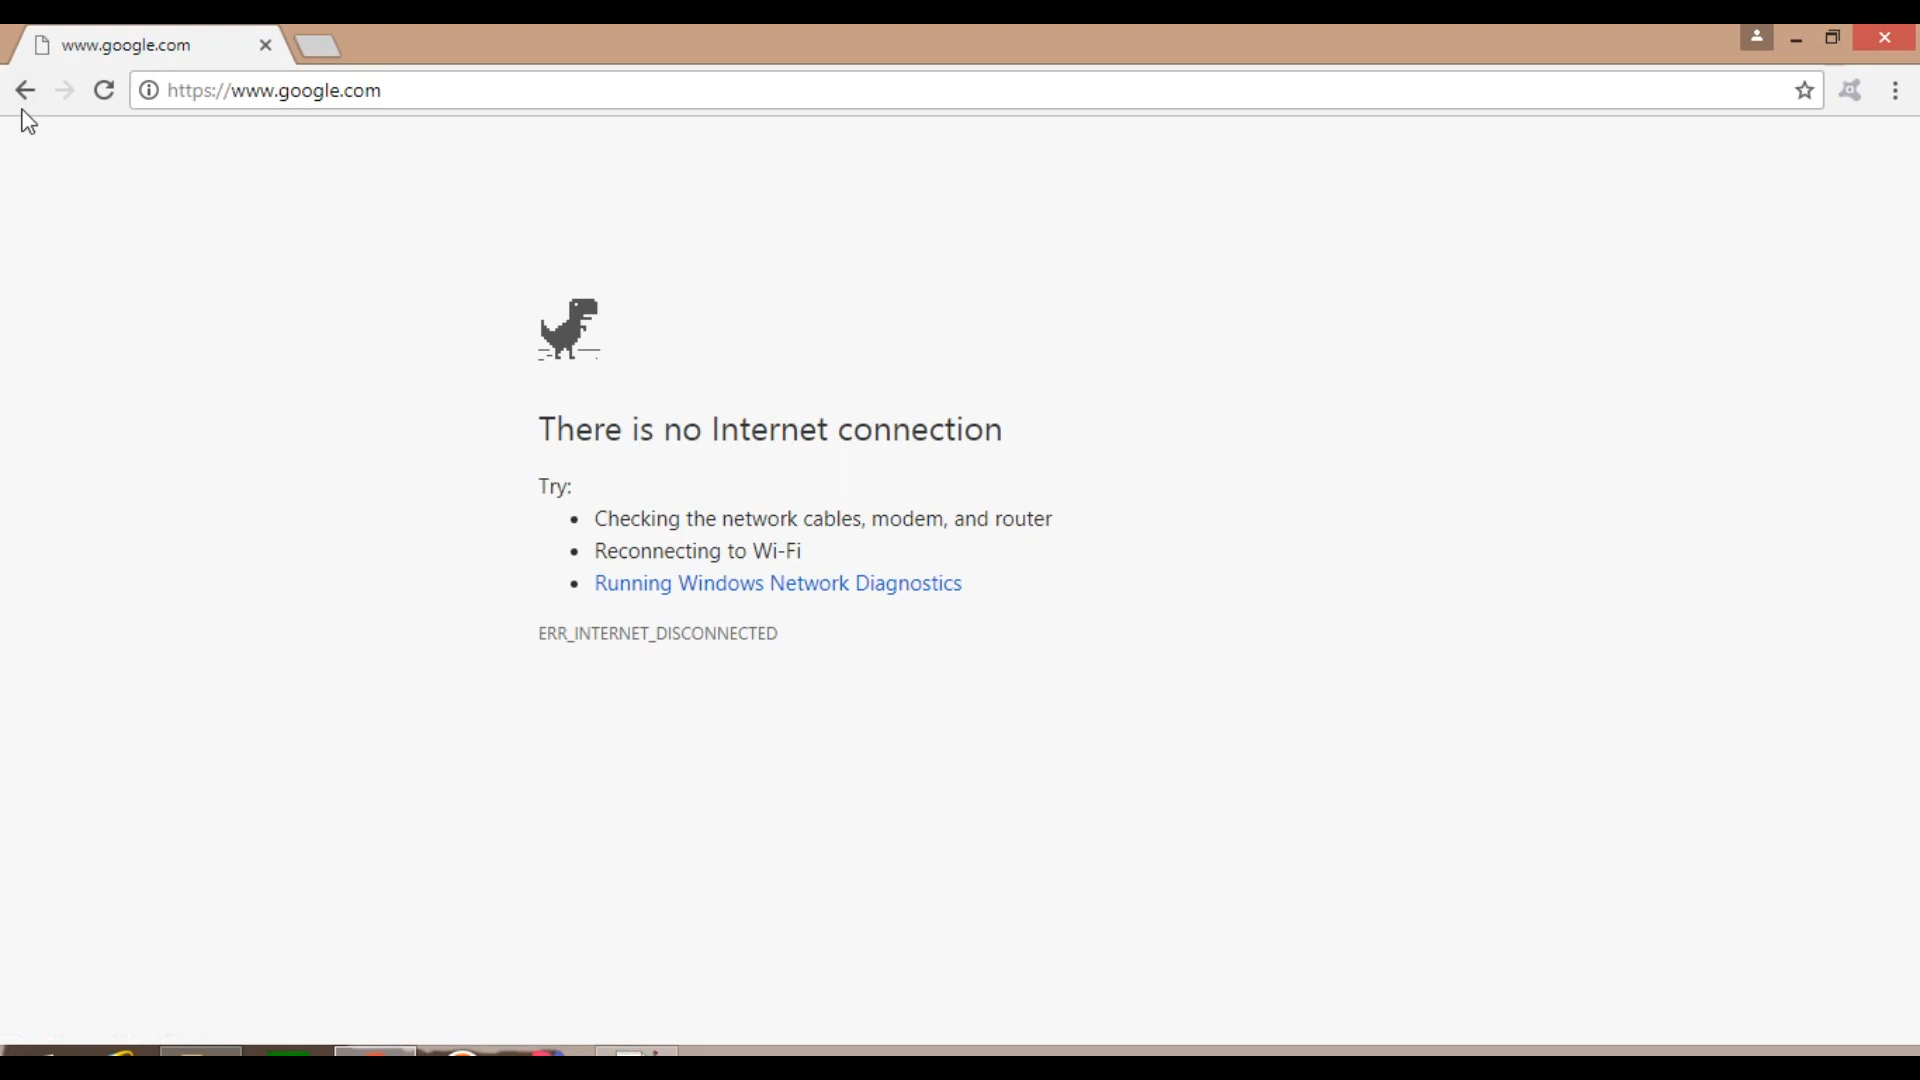 www.google.com
https://www.google.com
There is no Internet connection
Try:
Checking the network cables, modem, and router
Reconnecting to Wi-Fi
Running Windows Network Diagnostics
ERR_INTERNET_DISCONNECTED